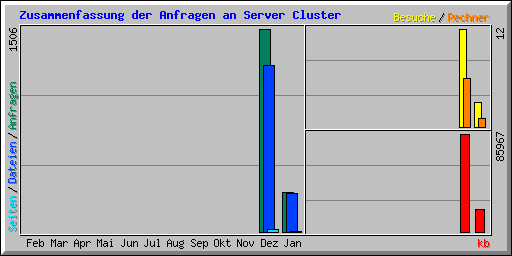 Zusammenfassung der Anfragen an Server Cluster
Besuche / Rechner
1506
12
Seiten / Dateien / Anfragen
85967
Feb Mar Apr Mai Jun Jul Aug Sep Okt Nov Dez Jan
kb